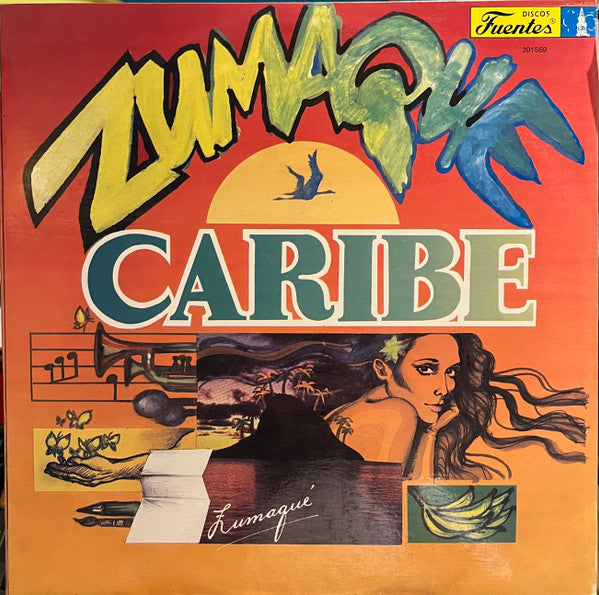 DISCOS
Fuentes®
201569
ZUMAQUE
CARIBE
Zumaqué